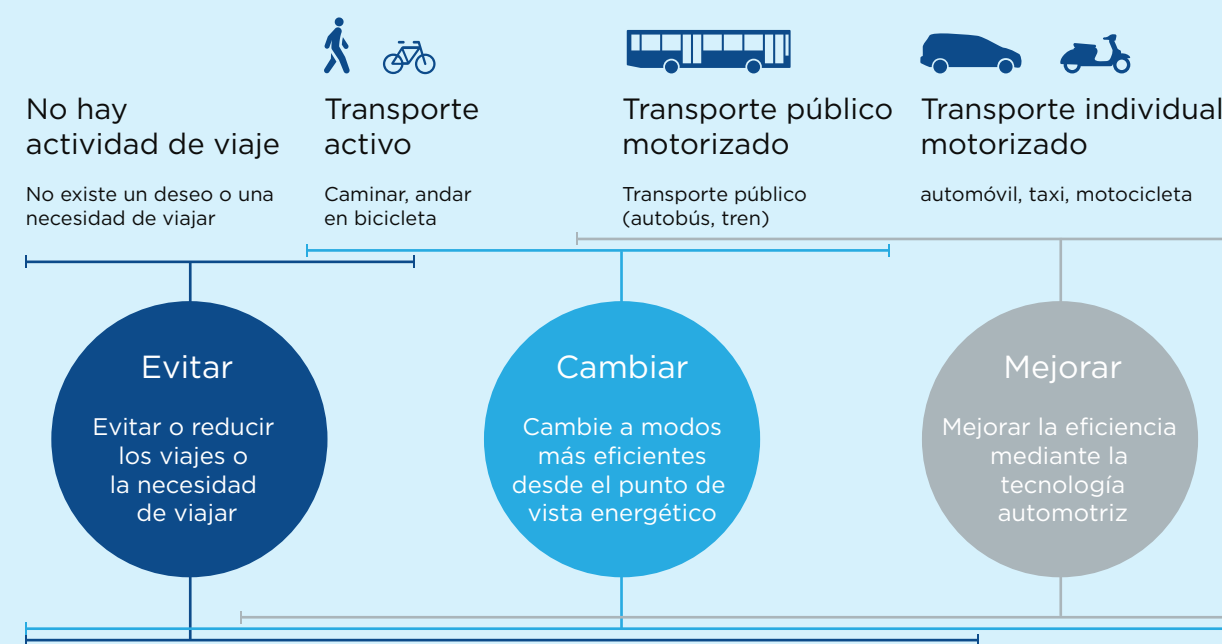 No hay
actividad de viaje
No existe un deseo o una
necesidad de viajar
Transporte
activo
Caminar, andar
en bicicleta
Transporte público
motorizado
Transporte público
(autobús, tren)
Transporte individual
motorizado
automóvil, taxi, motocicleta
Evitar
Evitar o reducir
los viajes o
la necesidad
de viajar
Cambiar
Cambie a modos
más eficientes
desde el punto de
vista energético
Mejorar
Mejorar la eficiencia
mediante la
tecnología
automotriz